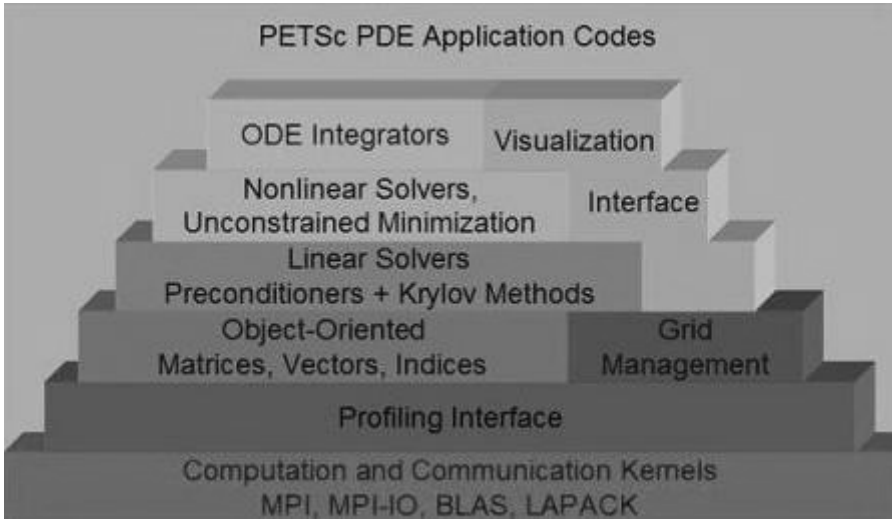 PETSc PDE Application Codes
ODE Integrators
Visualization
Nonlinear Solvers,
Unconstrained Minimization
Interface
Linear Solvers
Preconditioners + Krylov Methods
Object-Oriented
Matrices, Vectors, Indices
Grid
Management
Profiling Interface
Computation and Communication Kernels
MPI, MPI-IO, BLAS, LAPACK